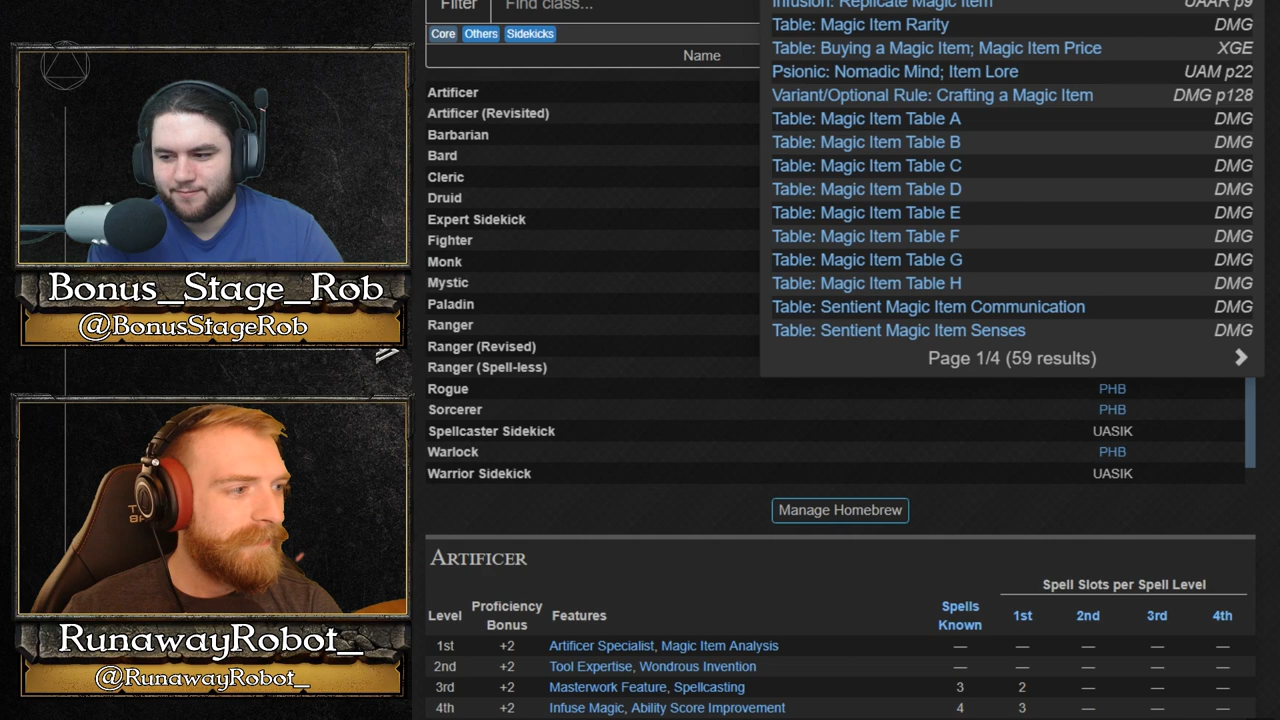 Bonus_Stage_Rob
@BonusStageRob
RunawayRobot_
@RunawayRobot_
Filter
Find class...
Core
Others
Sidekicks
Name
Artificer
Artificer (Revisited)
Barbarian
Bard
Cleric
Druid
Expert Sidekick
Fighter
Monk
Mystic
Paladin
Ranger
Ranger (Revised)
Ranger (Spell-less)
Rogue PHB
Sorcerer PHB
Spellcaster Sidekick UASIK
Warlock PHB
Warrior Sidekick UASIK
Infusion: Replicate Magic Item UAAR p9
Table: Magic Item Rarity DMG
Table: Buying a Magic Item; Magic Item Price XGE
Psionic: Nomadic Mind; Item Lore UAM p22
Variant/Optional Rule: Crafting a Magic Item DMG p128
Table: Magic Item Table A DMG
Table: Magic Item Table B DMG
Table: Magic Item Table C DMG
Table: Magic Item Table D DMG
Table: Magic Item Table E DMG
Table: Magic Item Table F DMG
Table: Magic Item Table G DMG
Table: Magic Item Table H DMG
Table: Sentient Magic Item Communication DMG
Table: Sentient Magic Item Senses DMG
Page 1/4 (59 results)
Manage Homebrew
Artificer
Spell Slots per Spell Level
Level Proficiency Bonus Features Spells Known 1st 2nd 3rd 4th
1st +2 Artificer Specialist, Magic Item Analysis — — — — —
2nd +2 Tool Expertise, Wondrous Invention — — — — —
3rd +2 Masterwork Feature, Spellcasting 3 2 — — —
4th +2 Infuse Magic, Ability Score Improvement 4 3 — — —